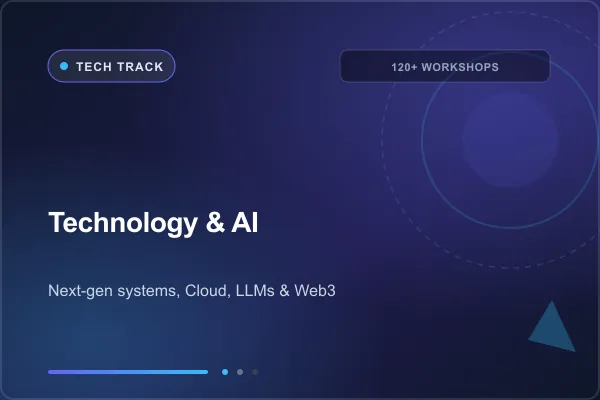 TECH TRACK
120+ WORKSHOPS
Technology & AI
Next-gen systems, Cloud, LLMs & Web3